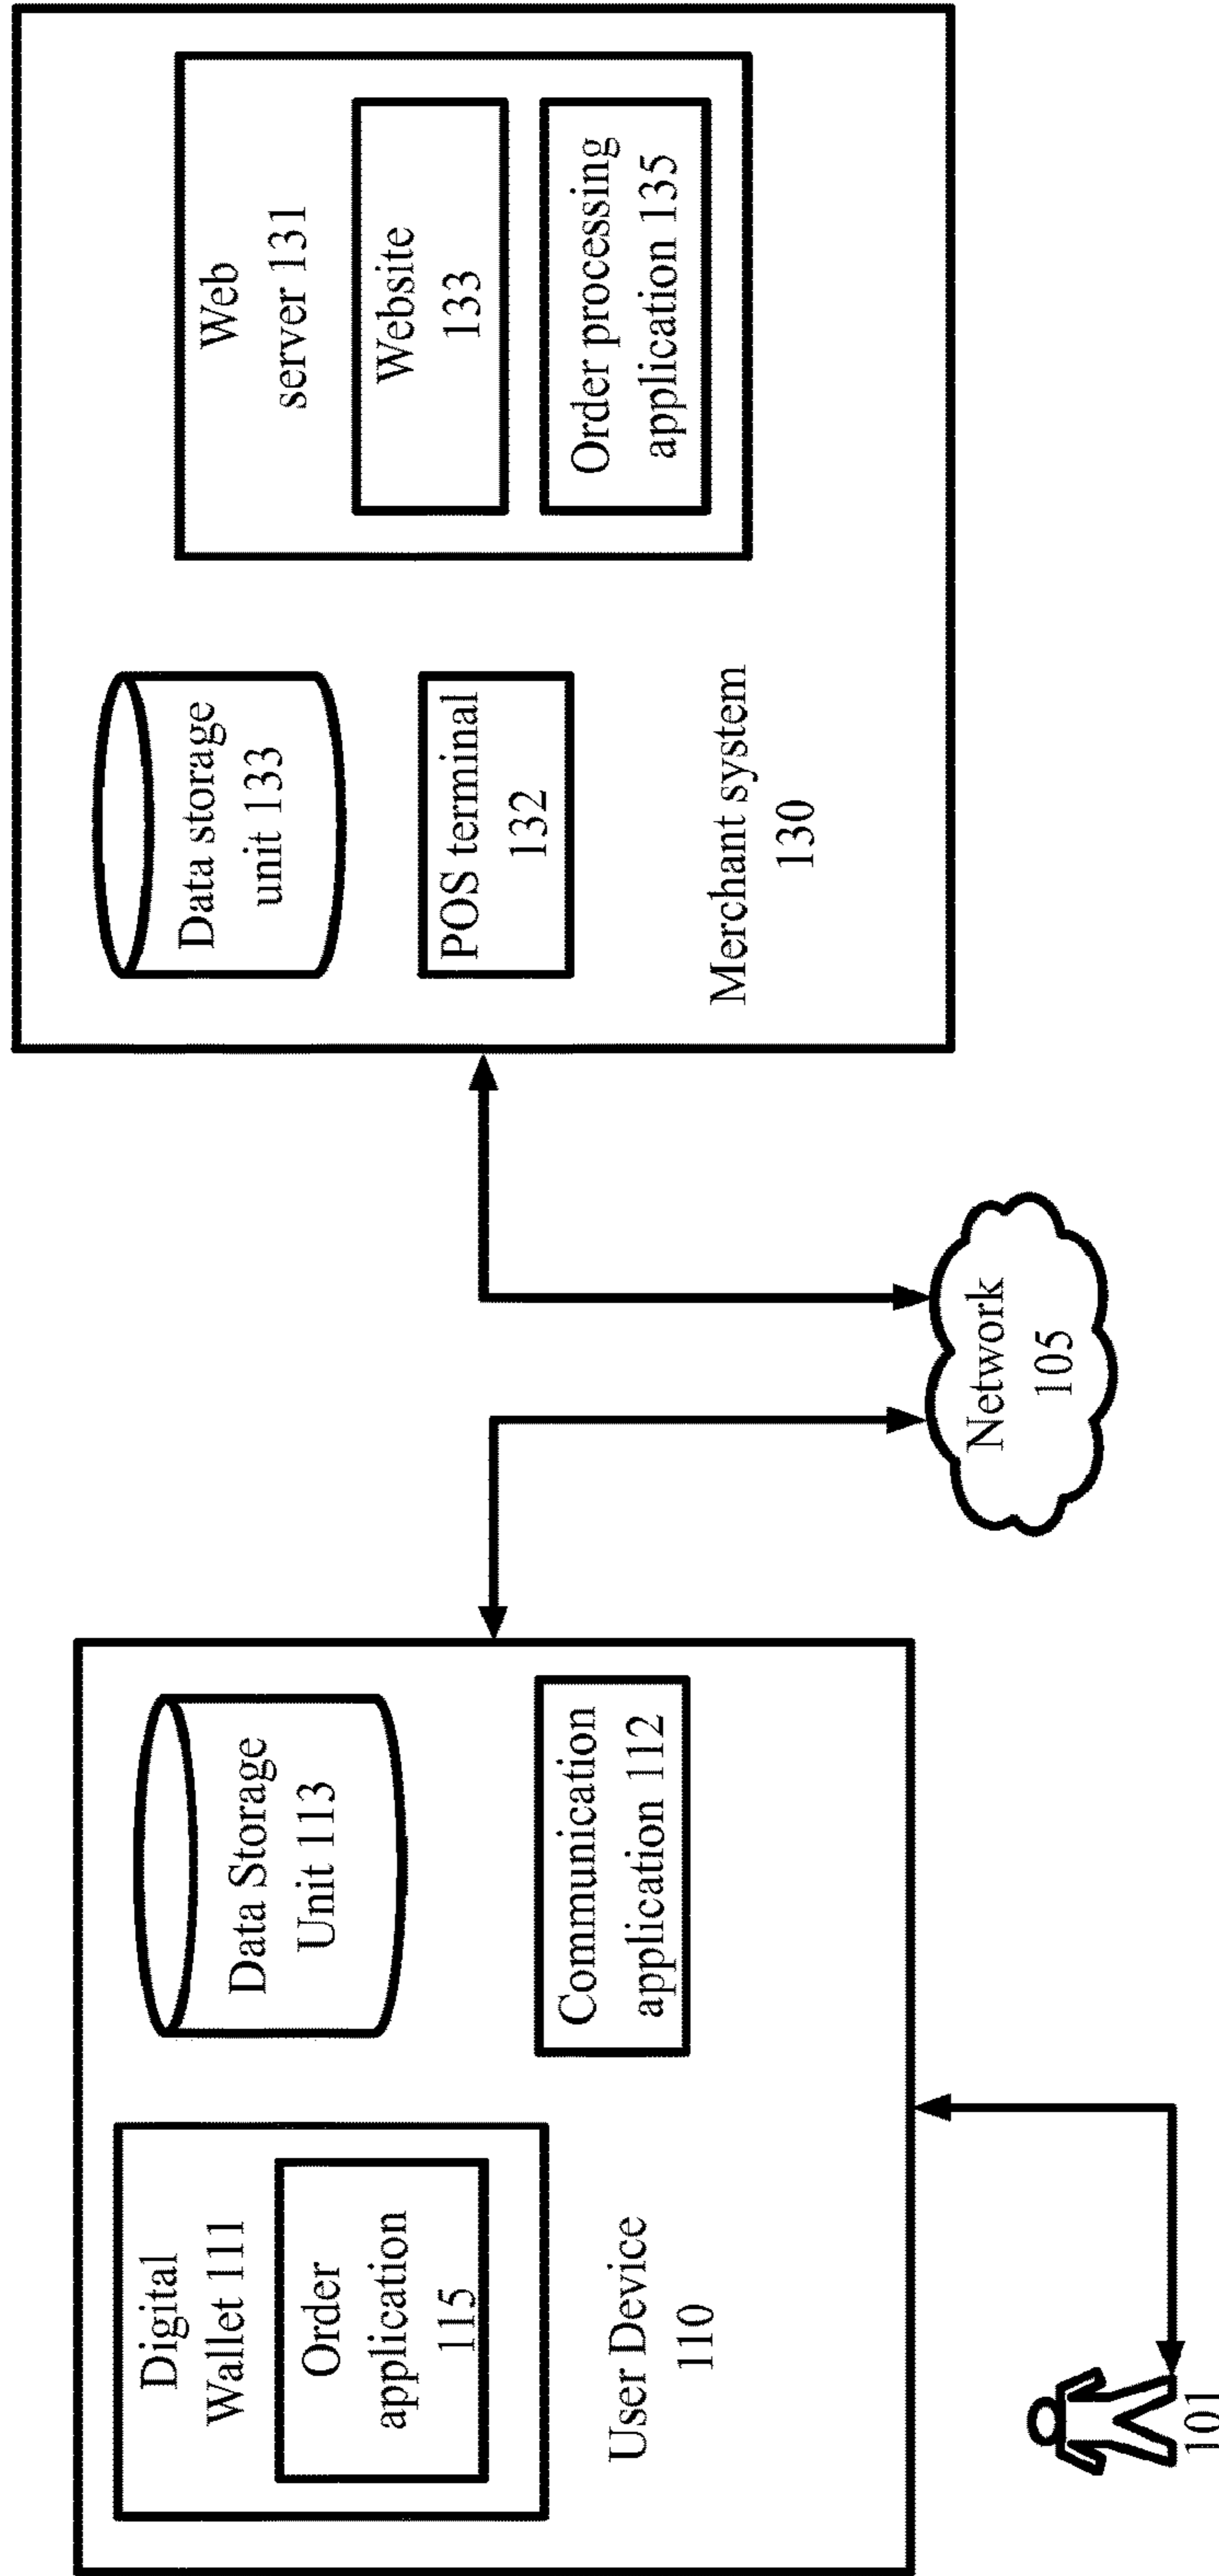 Digital
Wallet 111
Order
application
115
User Device
110
Data Storage
Unit 113
Communication
application 112
101
Network
105
Data storage
unit 133
POS terminal
132
Merchant system
130
Web
server 131
Website
133
Order processing
application 135